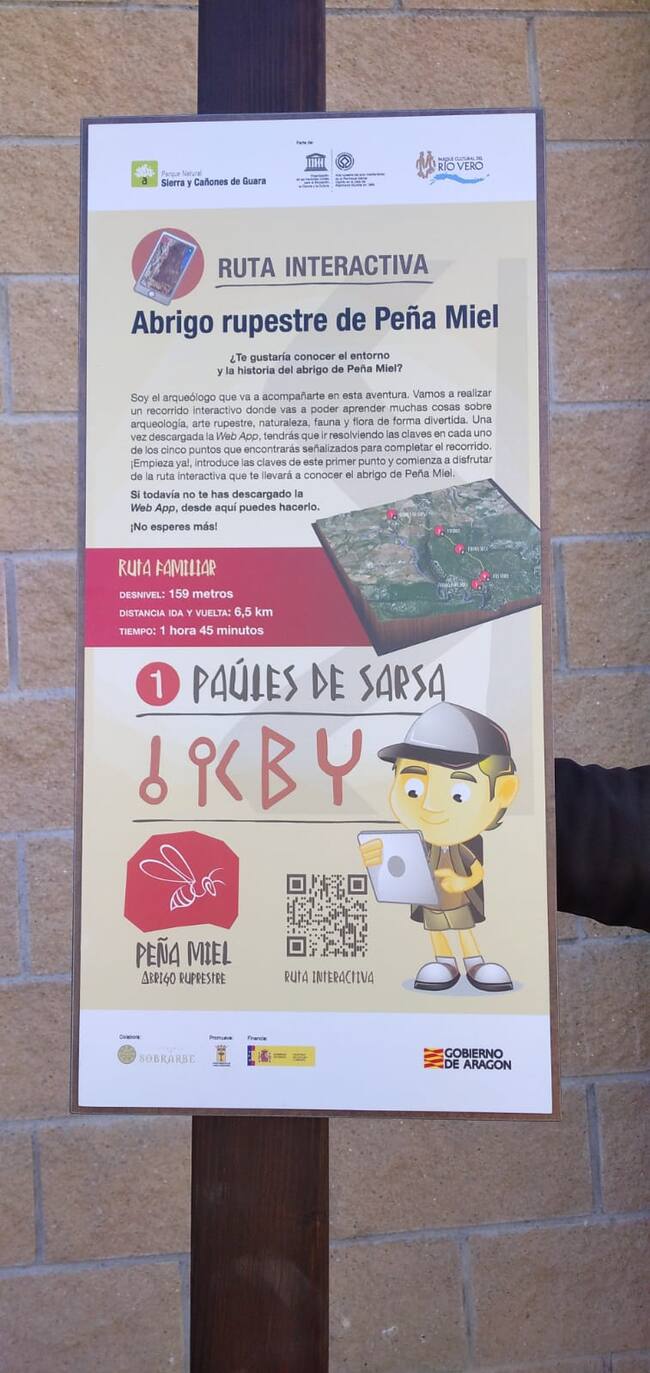 Parte de:
Parque Natural
Sierra y Cañones de Guara
PARQUE CULTURAL DEL
RÍO VERO
RUTA INTERACTIVA
Abrigo rupestre de Peña Miel
¿Te gustaría conocer el entorno
y la historia del abrigo de Peña Miel?
Soy el arqueólogo que va a acompañarte en esta aventura. Vamos a realizar
un recorrido interactivo donde vas a poder aprender muchas cosas sobre
arqueología, arte rupestre, naturaleza, fauna y flora de forma divertida. Una
vez descargada la Web App, tendrás que ir resolviendo las claves en cada uno
de los cinco puntos que encontrarás señalizados para completar el recorrido.
¡Empieza ya!, introduce las claves de este primer punto y comienza a disfrutar
de la ruta interactiva que te llevará a conocer el abrigo de Peña Miel.
Si todavía no te has descargado la
Web App, desde aquí puedes hacerlo.
¡No esperes más!
RUTA FAMILIAR
DESNIVEL: 159 metros
DISTANCIA IDA Y VUELTA: 6,5 km
TIEMPO: 1 hora 45 minutos
1 PAÚLES DE SARSA
PEÑA MIEL
ABRIGO RUPRESTRE
RUTA INTERACTIVA
Colabora:
Promueve:
Financia:
SOBRARBE
GOBIERNO
DE ARAGON